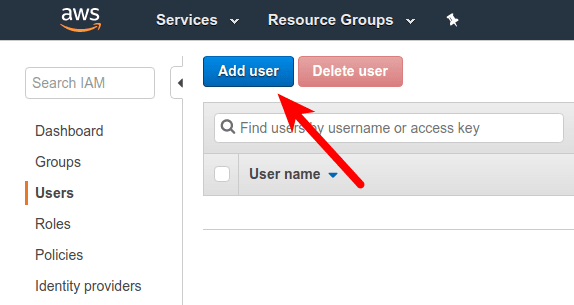 aws
Services
Resource Groups
Search IAM
Add user
Delete user
Dashboard
Groups
Users
Roles
Policies
Identity providers
Find users by username or access key
User name